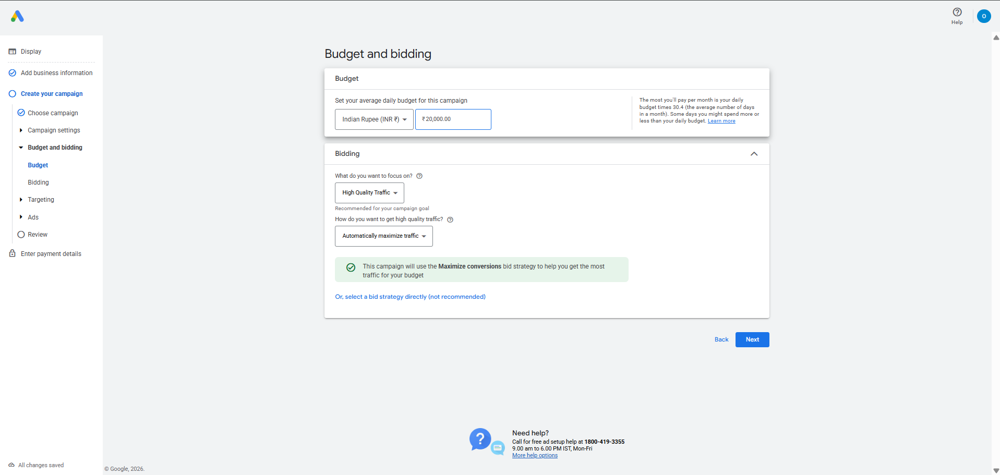 Help
O
Display
Add business information
Create your campaign
Choose campaign
Campaign settings
Budget and bidding
Budget
Bidding
Targeting
Ads
Review
Enter payment details
All changes saved
Budget and bidding
Budget
Set your average daily budget for this campaign
Indian Rupee (INR ₹)
₹ 20,000.00
The most you'll pay per month is your daily
budget times 30.4 (the average number of days
in a month). Some days you might spend more or
less than your daily budget. Learn more
Bidding
What do you want to focus on?
High Quality Traffic
Recommended for your campaign goal
How do you want to get high quality traffic?
Automatically maximize traffic
This campaign will use the Maximize conversions bid strategy to help you get the most
traffic for your budget
Or, select a bid strategy directly (not recommended)
Back
Next
Need help?
Call for free ad setup help at 1800-419-3355
9.00 am to 6.00 PM IST, Mon-Fri
More help options
© Google, 2026.